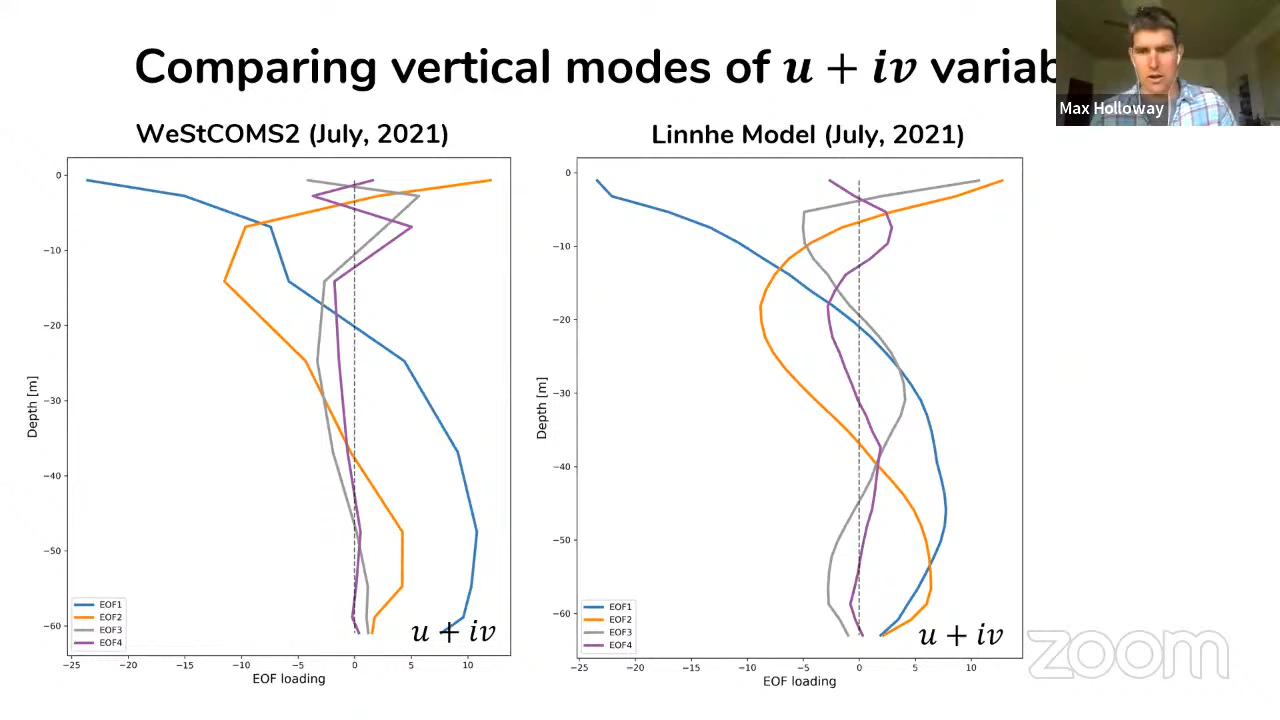 Comparing vertical modes of u + iv variab
Max Holloway
WeStCOMS2 (July, 2021)
Linnhe Model (July, 2021)
0
−10
−20
−30
−40
−50
−60
Depth [m]
−25 −20 −15 −10 −5 0 5 10
EOF loading
EOF1
EOF2
EOF3
EOF4
u + iv
0
−10
−20
−30
−40
−50
−60
Depth [m]
−25 −20 −15 −10 −5 0 5 10
EOF loading
EOF1
EOF2
EOF3
EOF4
u + iv
zoom